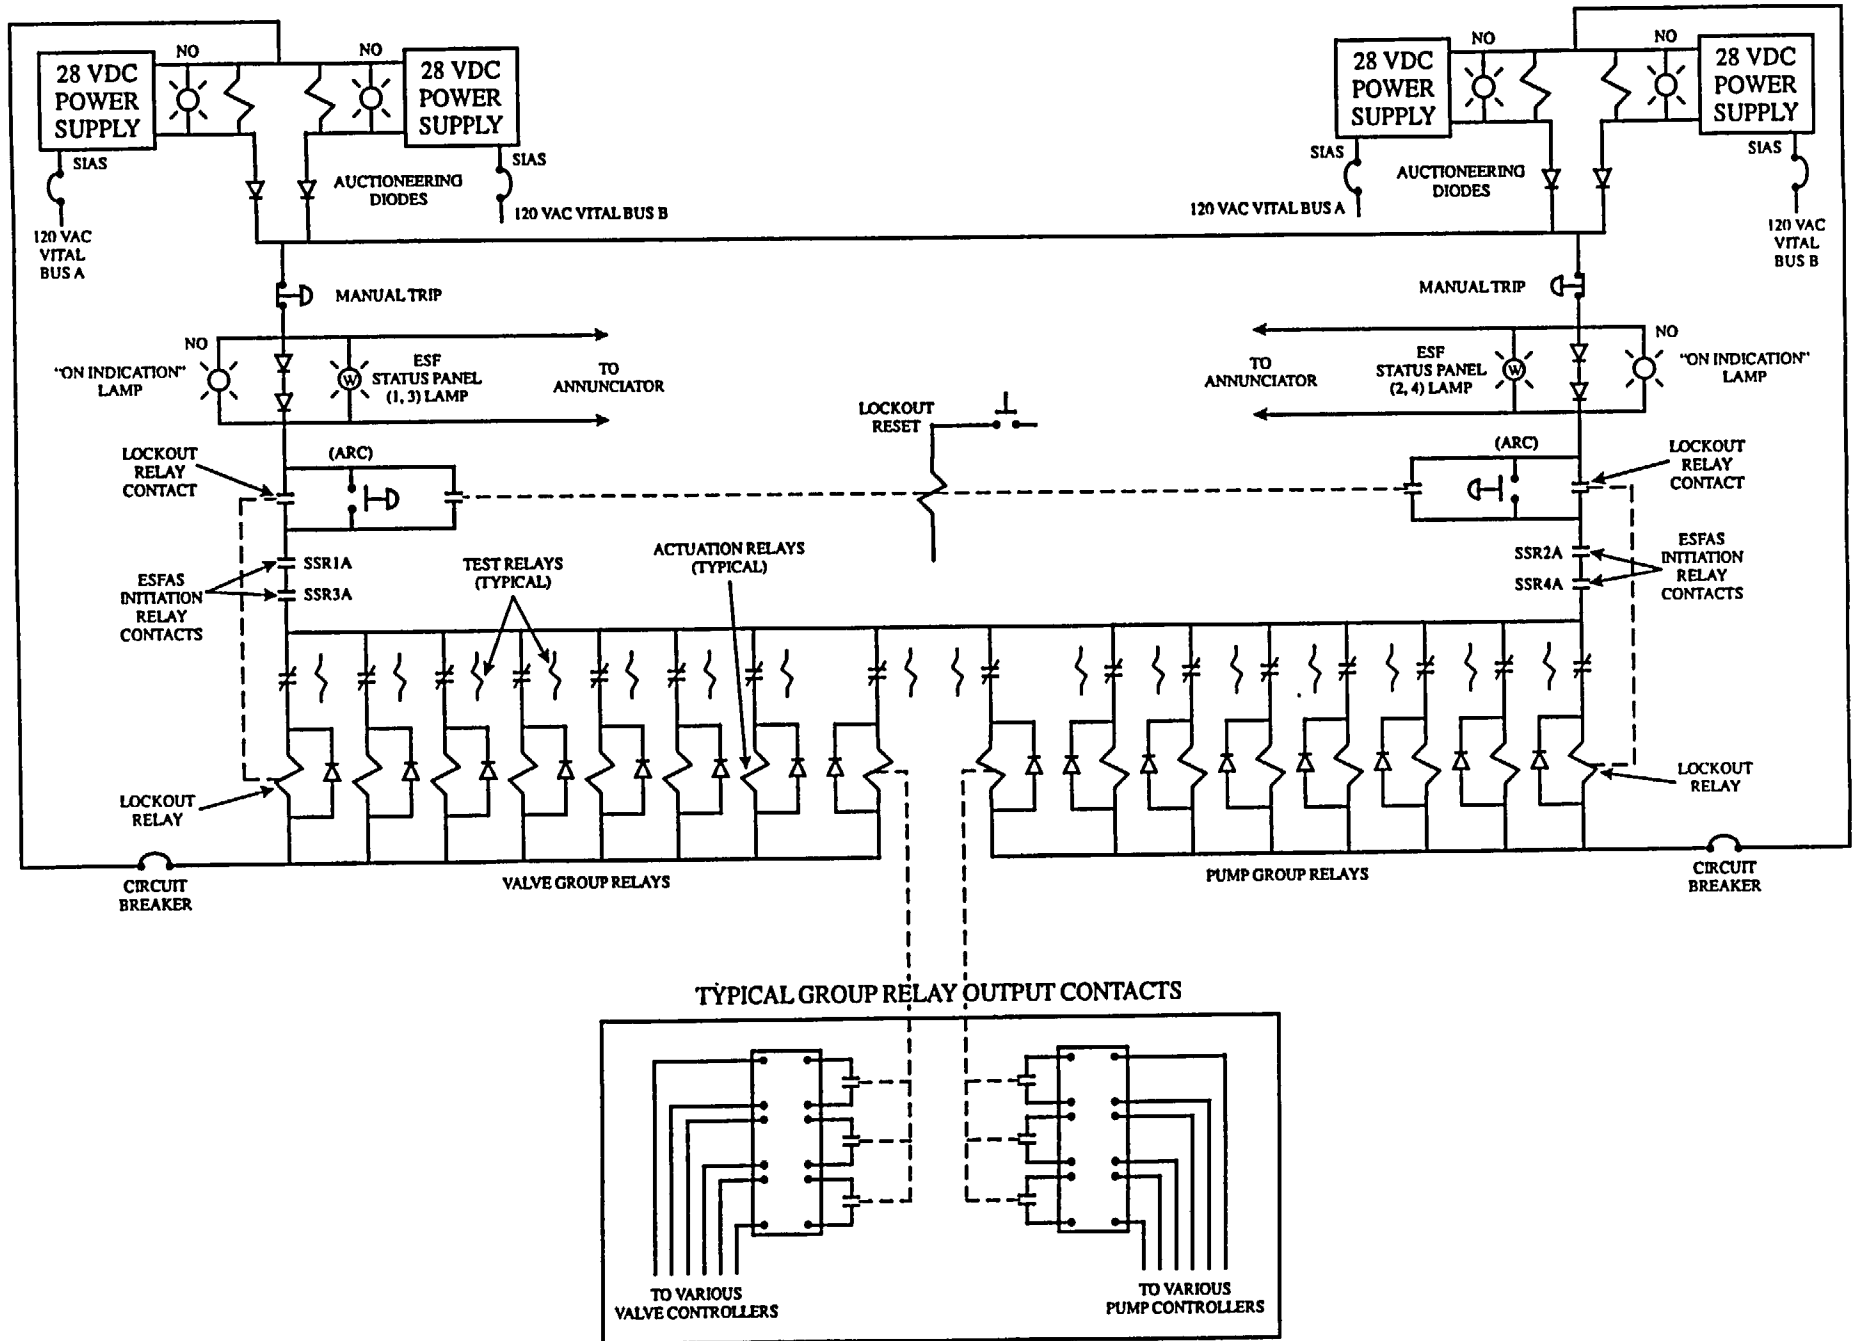 NO
NO
28 VDC
POWER
SUPPLY
28 VDC
POWER
SUPPLY
SIAS
SIAS
AUCTIONEERING
DIODES
120 VAC VITAL BUS B
120 VAC
VITAL
BUS A
NO
NO
28 VDC
POWER
SUPPLY
28 VDC
POWER
SUPPLY
SIAS
SIAS
AUCTIONEERING
DIODES
120 VAC VITAL BUS A
120 VAC
VITAL
BUS B
MANUAL TRIP
MANUAL TRIP
NO
"ON INDICATION"
LAMP
W
ESF
STATUS PANEL
(1, 3) LAMP
TO
ANNUNCIATOR
TO
ANNUNCIATOR
ESF
STATUS PANEL
(2, 4) LAMP
W
NO
"ON INDICATION"
LAMP
LOCKOUT
RESET
LOCKOUT
RELAY
CONTACT
(ARC)
(ARC)
LOCKOUT
RELAY
CONTACT
SSR1A
SSR3A
ESFAS
INITIATION
RELAY
CONTACTS
TEST RELAYS
(TYPICAL)
ACTUATION RELAYS
(TYPICAL)
SSR2A
SSR4A
ESFAS
INITIATION
RELAY
CONTACTS
LOCKOUT
RELAY
LOCKOUT
RELAY
CIRCUIT
BREAKER
VALVE GROUP RELAYS
PUMP GROUP RELAYS
CIRCUIT
BREAKER
TYPICAL GROUP RELAY OUTPUT CONTACTS
TO VARIOUS
VALVE CONTROLLERS
TO VARIOUS
PUMP CONTROLLERS